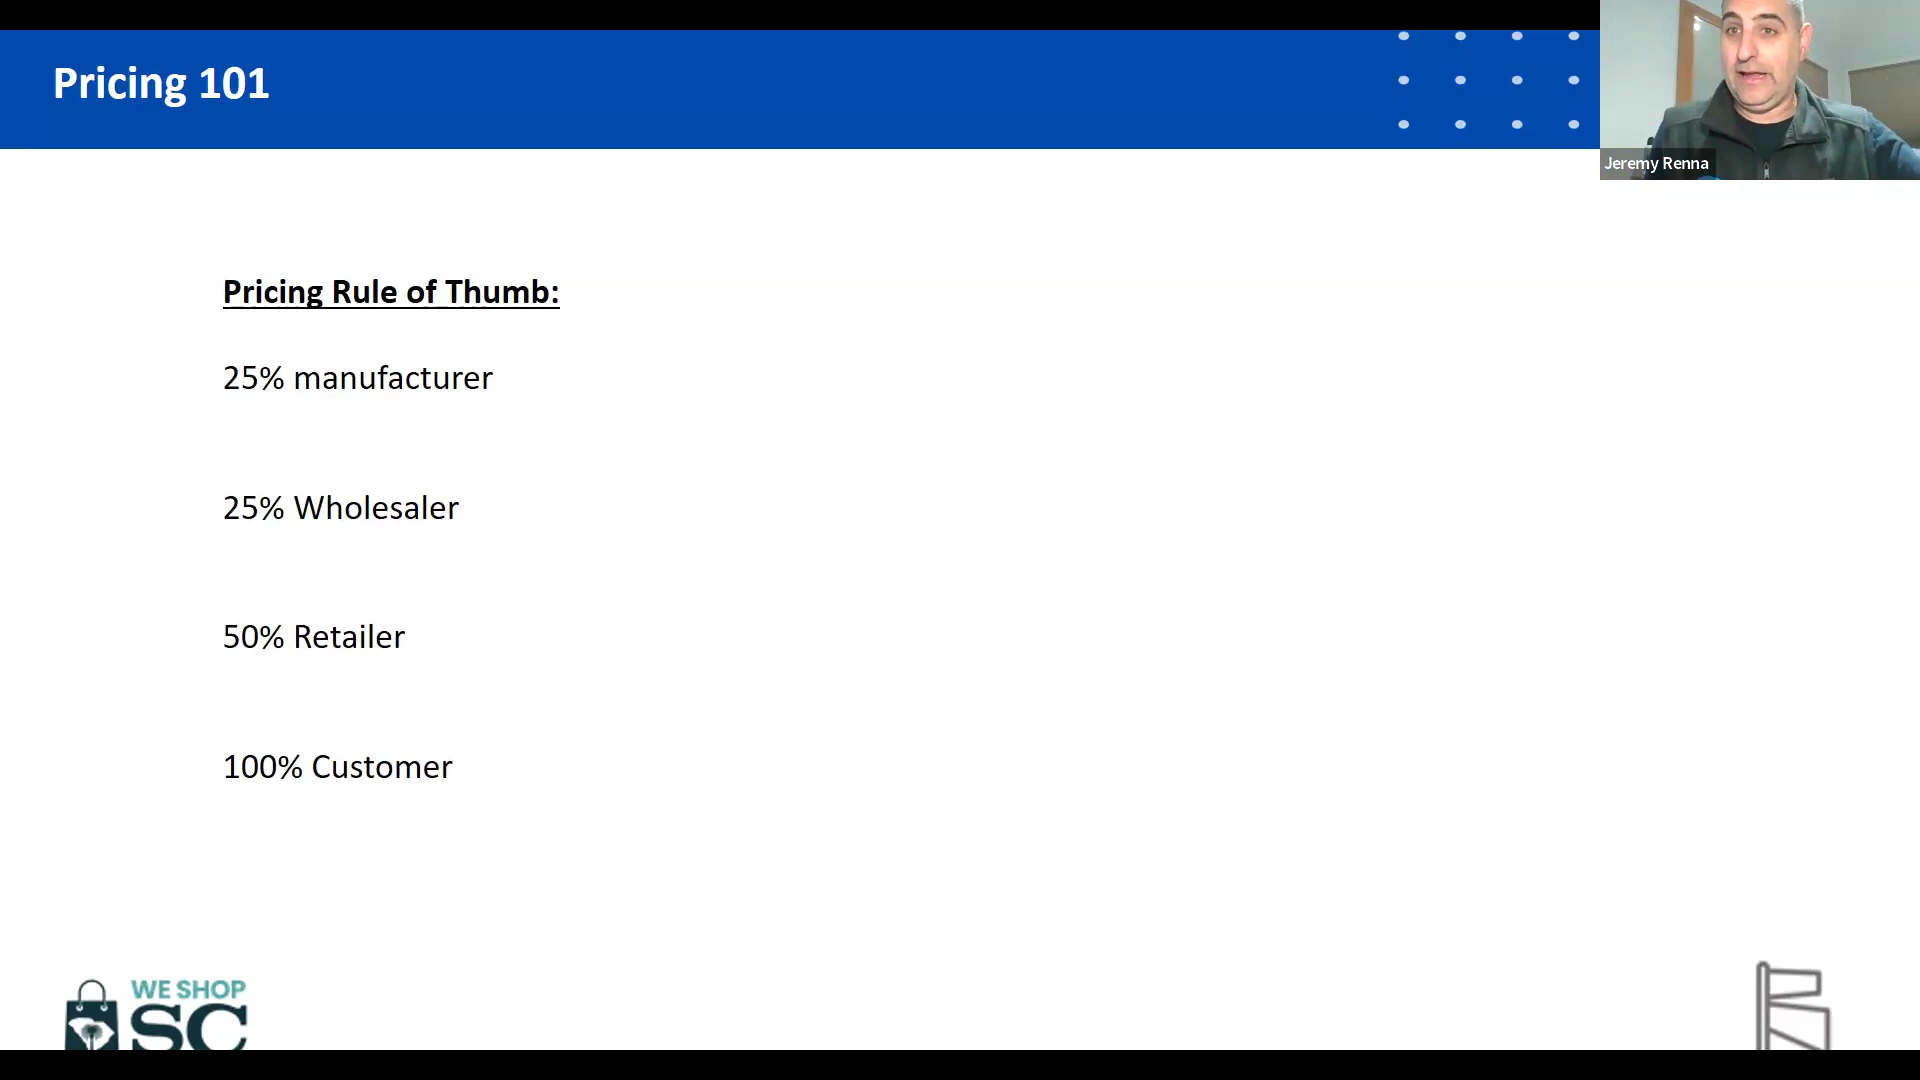 Pricing 101
Jeremy Renna
Pricing Rule of Thumb:
25% manufacturer
25% Wholesaler
50% Retailer
100% Customer
WE SHOP
SC